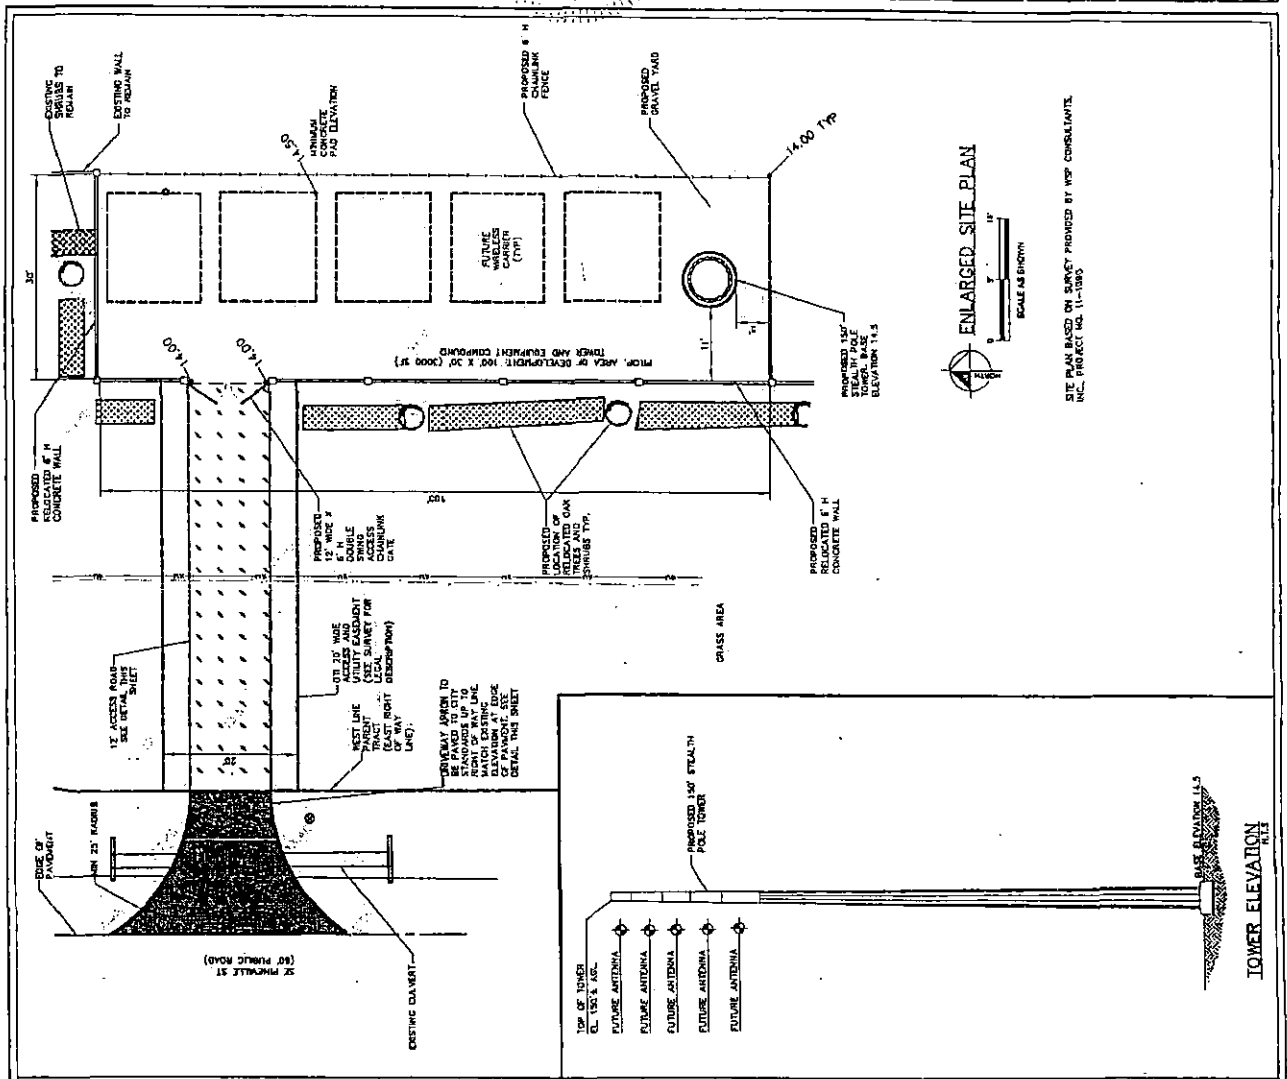 EXISTING
SHRUBS TO
REMAIN
EXISTING WALL
TO REMAIN
MINIMUM
CONCRETE
PAD ELEVATION
14.50
PROPOSED 6' H
CHAINLINK
FENCE
PROPOSED
GRAVEL YARD
14.00 TYP
30'
FUTURE
WIRELESS
CARRIER
(TYP)
PROP. AREA OF DEVELOPMENT: 100' X 30' (3000 SF)
TOWER AND EQUIPMENT COMPOUND
14.00
14.00
11'
PROPOSED 150'
STEALTH POLE
TOWER. BASE
ELEVATION 14.5
PROPOSED
RELOCATED 6' H
CONCRETE WALL
PROPOSED
12' WIDE X
6' H
DOUBLE
SWING
ACCESS
CHAINLINK
GATE
PROPOSED
LOCATION OF
RELOCATED OAK
TREES AND
SHRUBS TYP.
PROPOSED
RELOCATED 6' H
CONCRETE WALL
12' ACCESS ROAD
SEE DETAIL THIS
SHEET
20' WIDE
ACCESS AND
UTILITY EASEMENT
(SEE SURVEY FOR
LEGAL
DESCRIPTION)
WEST LINE
PARENT
TRACT
(EAST RIGHT
OF WAY
LINE)
DRIVEWAY APRON TO
BE PAVED TO CITY
STANDARDS UP TO
RIGHT OF WAY LINE
MATCH EXISTING
ELEVATION AT EDGE
OF PAVEMENT. SEE
DETAIL THIS SHEET
20'
GRASS AREA
EDGE OF
PAVEMENT
MIN 25' RADIUS
SE PINEVILLE ST
(60' PUBLIC ROAD)
EXISTING CULVERT
ENLARGED SITE PLAN
NORTH
SCALE AS SHOWN
SITE PLAN BASED ON SURVEY PROVIDED BY WSP CONSULTANTS,
TOP OF TOWER
FUTURE ANTENNA
FUTURE ANTENNA
FUTURE ANTENNA
FUTURE ANTENNA
FUTURE ANTENNA
PROPOSED 150' STEALTH
POLE TOWER
BASE ELEVATION 14.5
TOWER ELEVATION
N.T.S